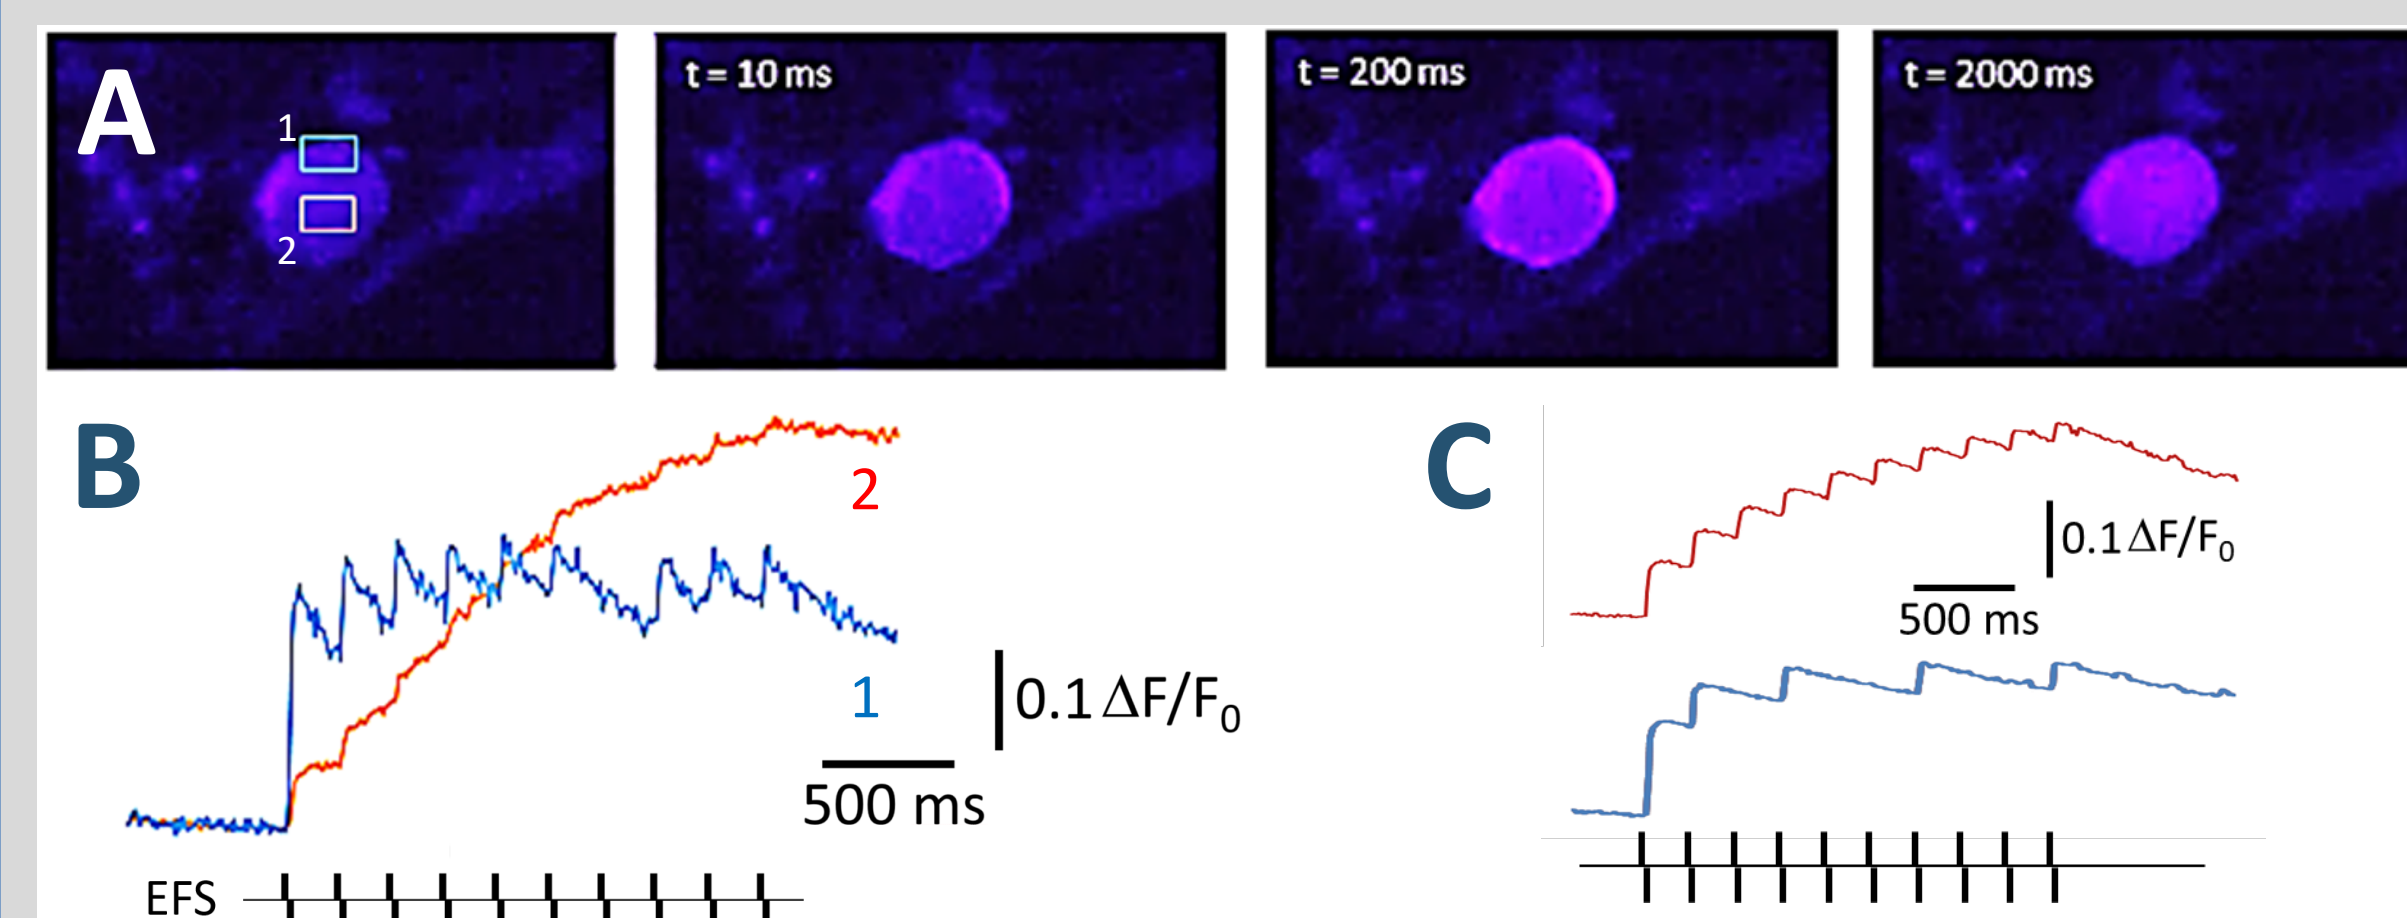 A
1
2
t = 10 ms
t = 200 ms
t = 2000 ms
B
2
1
0.1 ΔF/F₀
500 ms
EFS
C
0.1 ΔF/F₀
500 ms